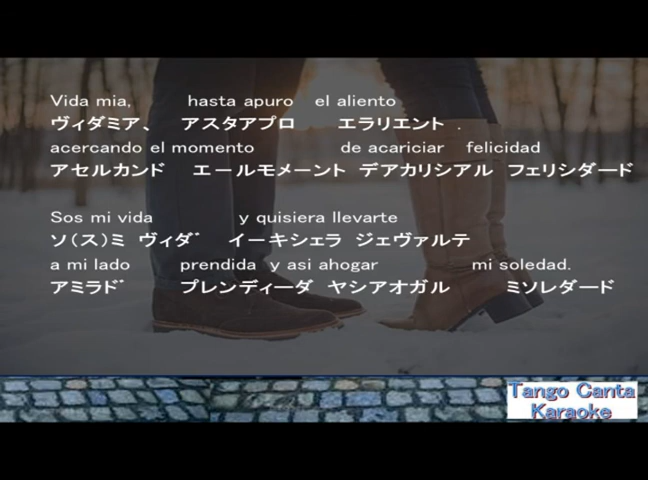 Vida mia, hasta apuro el aliento
ヴィダミア、 アスタアプロ エラリエント .
acercando el momento de acariciar felicidad
アセルカンド エールモメーント デアカリシアル フェリシダード
Sos mi vida y quisiera llevarte
ソ(ス)ミ ヴィダ゛ イーキシェラ ジェヴァルテ
a mi lado prendida y asi ahogar mi soledad.
アミラド゛ プレンディーダ ヤシアオガル ミソレダード
Tango Canta
Karaoke